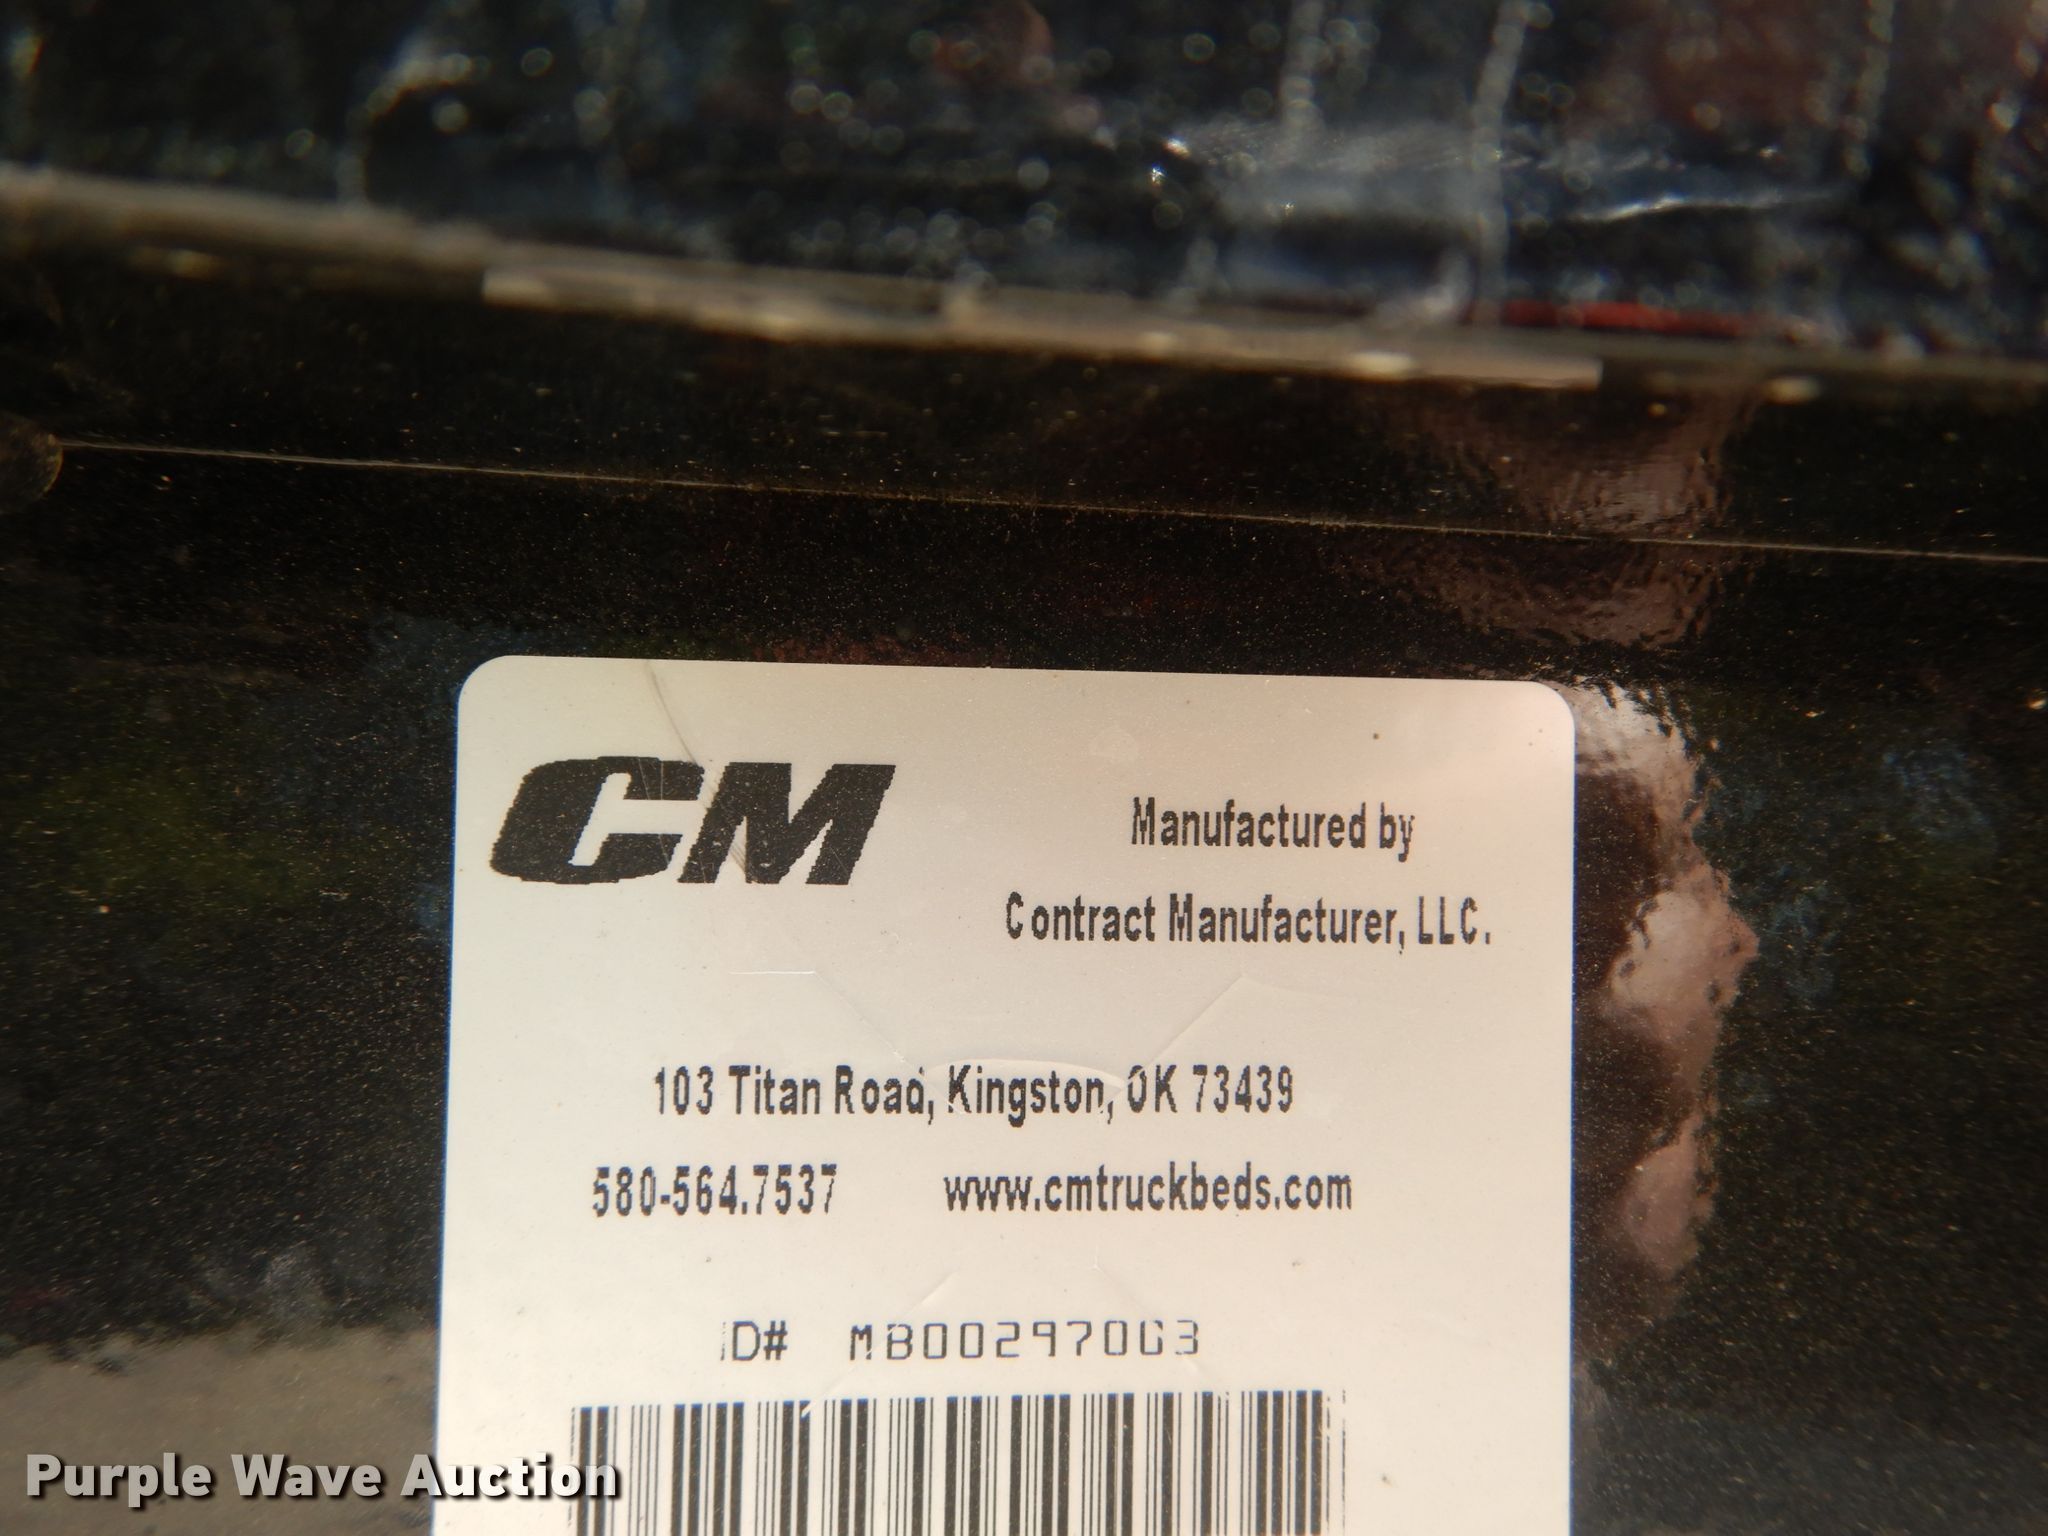 CM
Manufactured by
Contract Manufacturer, LLC.
103 Titan Road, Kingston, OK 73439
580-564.7537 www.cmtruckbeds.com
ID# MB00297003
Purple Wave Auction